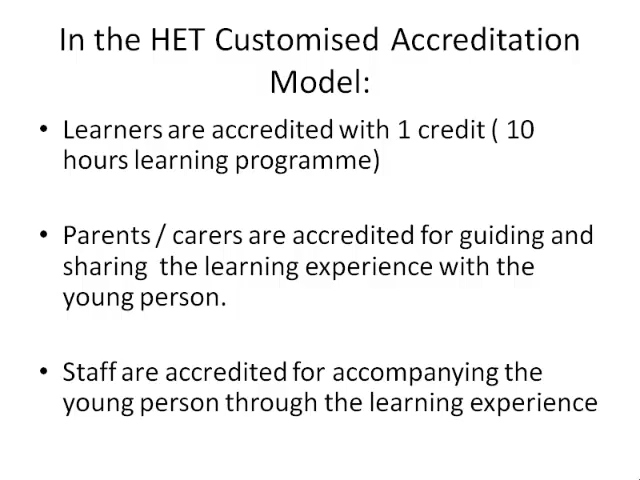 In the HET Customised Accreditation
Model:
• Learners are accredited with 1 credit ( 10
hours learning programme)
• Parents / carers are accredited for guiding and
sharing  the learning experience with the
young person.
• Staff are accredited for accompanying the
young person through the learning experience